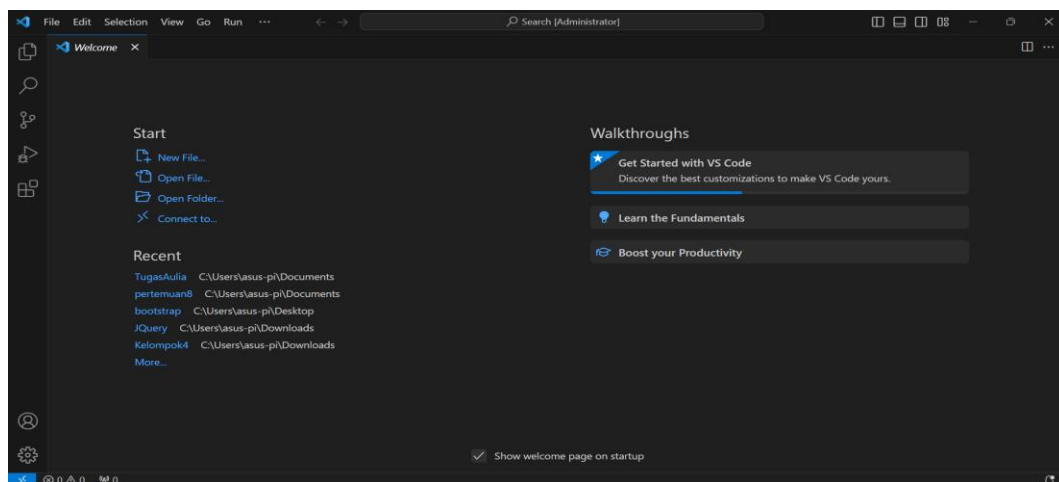 File Edit Selection View Go Run ···
Search [Administrator]
Welcome
Start
New File...
Open File...
Open Folder...
Connect to...
Recent
TugasAulia C:\Users\asus-pi\Documents
pertemuan8 C:\Users\asus-pi\Documents
bootstrap C:\Users\asus-pi\Desktop
JQuery C:\Users\asus-pi\Downloads
Kelompok4 C:\Users\asus-pi\Downloads
More...
Walkthroughs
Get Started with VS Code
Discover the best customizations to make VS Code yours.
Learn the Fundamentals
Boost your Productivity
Show welcome page on startup
0 0 0